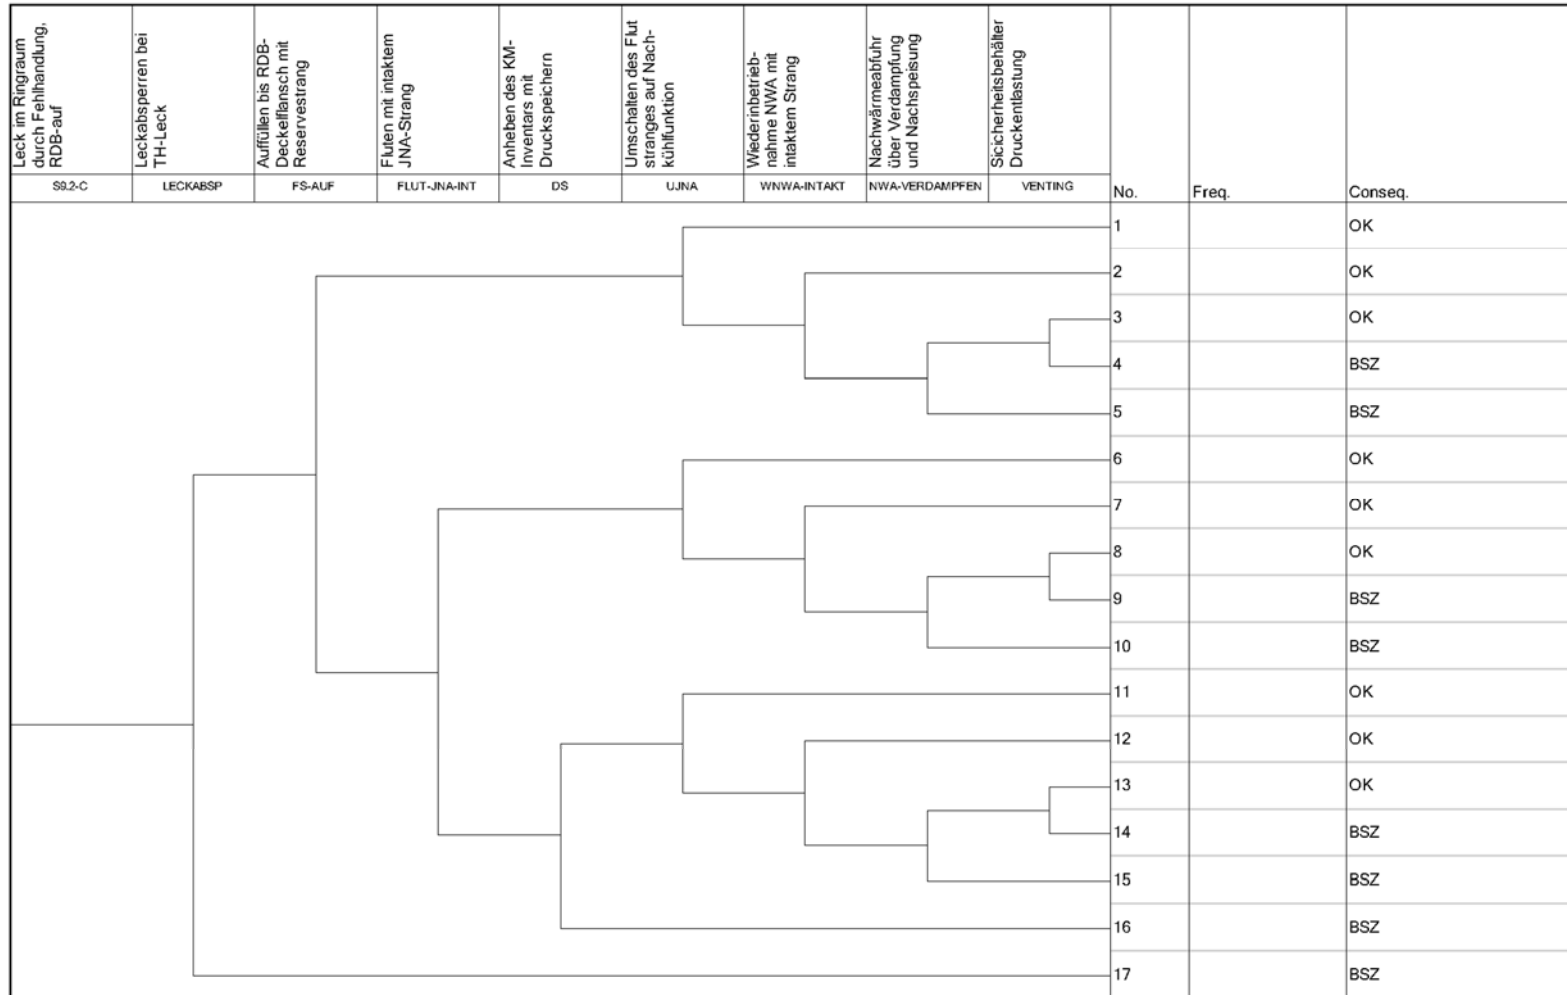 Leck im Ringraum
durch Fehlhandlung,
RDB-auf
Leckabsperren bei
TH-Leck
Auffüllen bis RDB-
Deckelflansch mit
Reservestrang
Fluten mit intaktem
JNA-Strang
Anheben des KM-
Inventars mit
Druckspeichern
Umschalten des Flut
stranges auf Nach-
kühlfunktion
Wiederinbetrieb-
nahme NWA mit
intaktem Strang
Nachwärmeabfuhr
über Verdampfung
und Nachspeisung
Sicicherheitsbehälter
Druckentlastung
S9.2-C LECKABSP FS-AUF FLUT-JNA-INT DS UJNA WNWA-INTAKT NWA-VERDAMPFEN VENTING No. Freq. Conseq.
1 OK
2 OK
3 OK
4 BSZ
5 BSZ
6 OK
7 OK
8 OK
9 BSZ
10 BSZ
11 OK
12 OK
13 OK
14 BSZ
15 BSZ
16 BSZ
17 BSZ